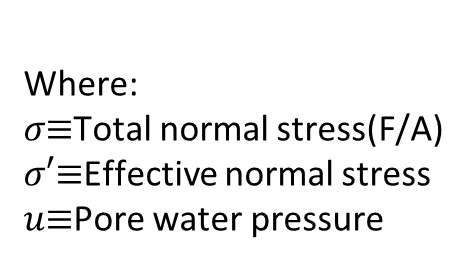 Where:
σ≡Total normal stress(F/A)
σ′≡Effective normal stress
u≡Pore water pressure